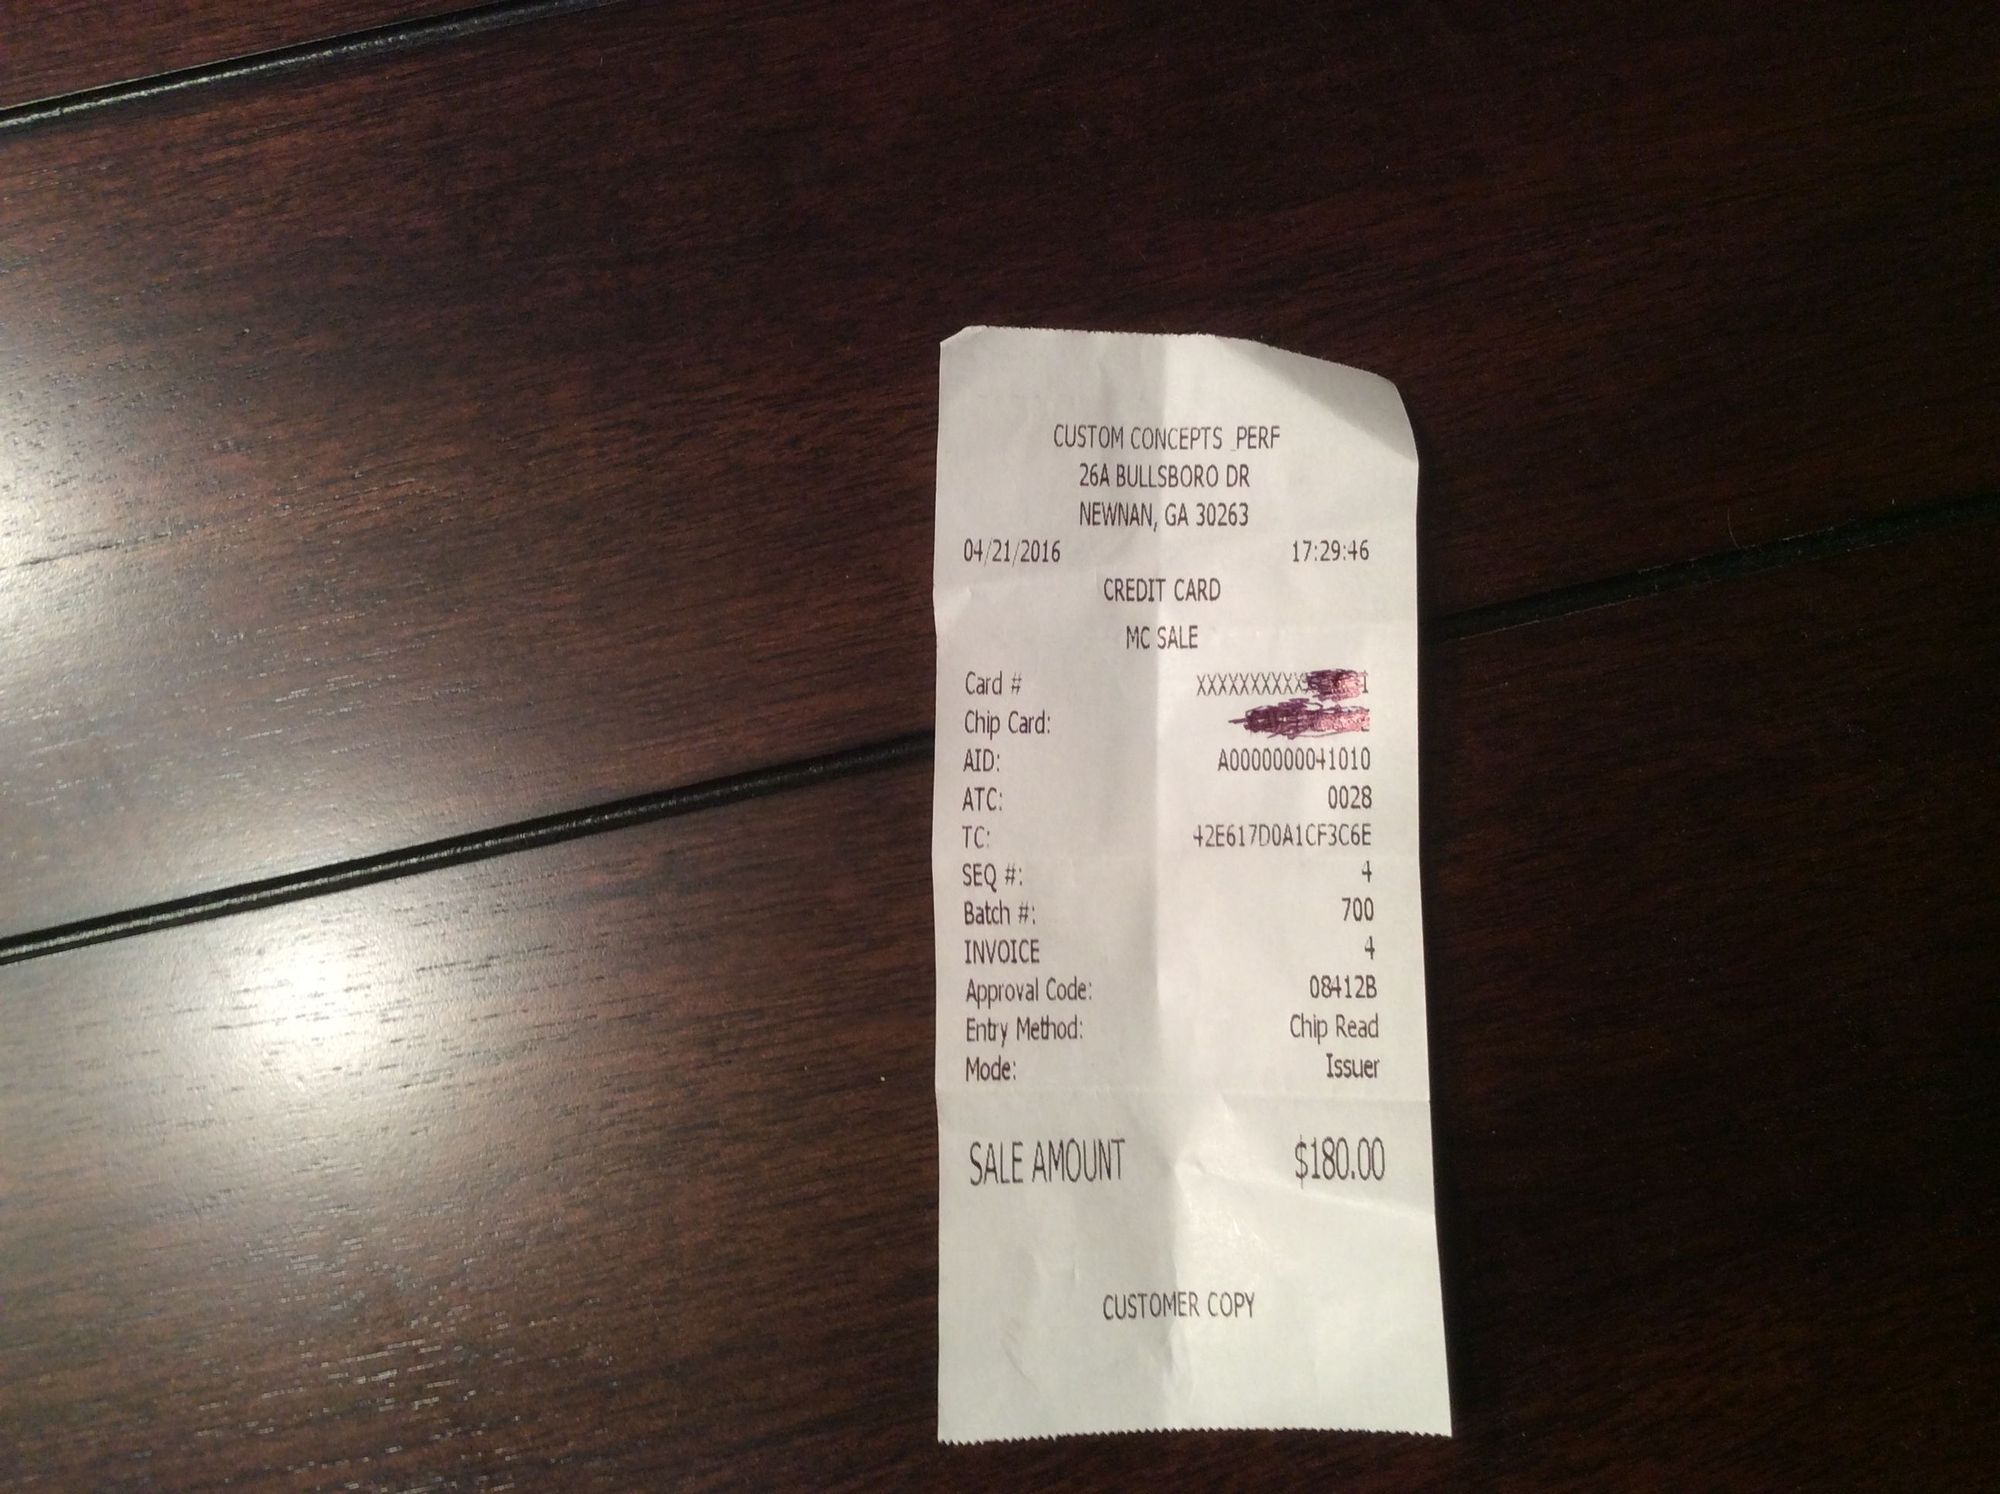 CUSTOM CONCEPTS_PERF
26A BULLSBORO DR
NEWNAN, GA 30263
04/21/2016 17:29:46
CREDIT CARD
MC SALE
Card # XXXXXXXXXX
Chip Card:
AID: A0000000041010
ATC: 0028
TC: 42E617D0A1CF3C6E
SEQ #: 4
Batch #: 700
INVOICE 4
Approval Code: 08412B
Entry Method: Chip Read
Mode: Issuer
SALE AMOUNT $180.00
CUSTOMER COPY